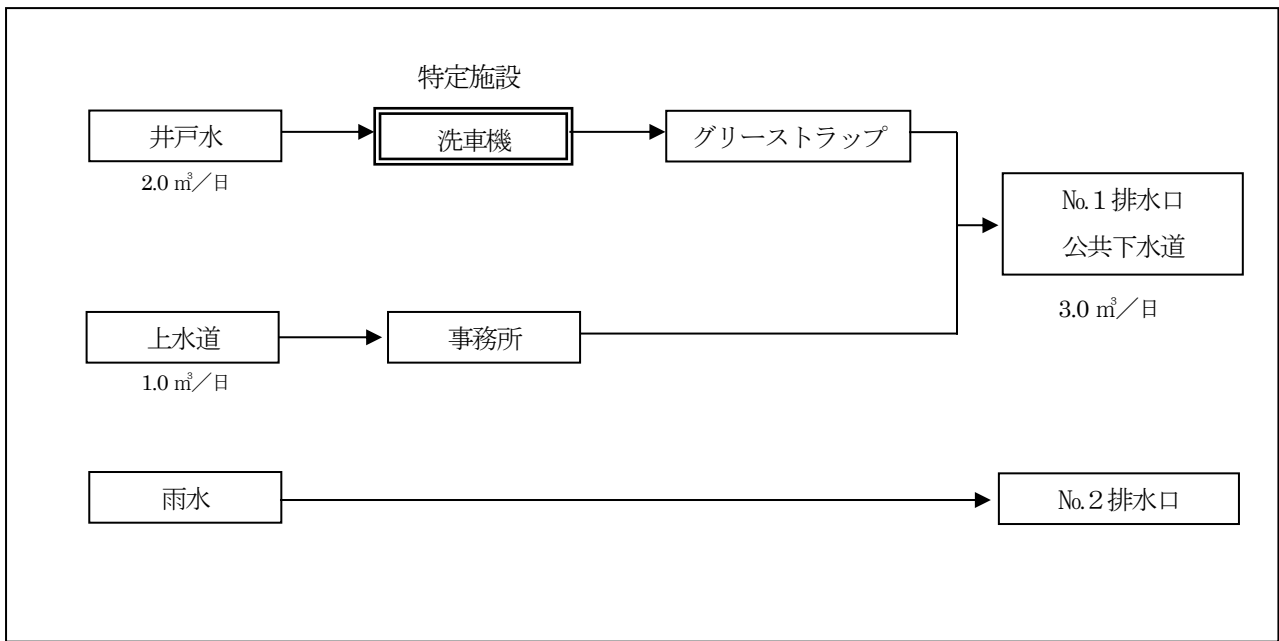 特定施設
井戸水
洗車機
グリーストラップ
2.0 ㎥／日
№.1 排水口
公共下水道
3.0 ㎥／日
上水道
事務所
1.0 ㎥／日
雨水
№.2 排水口